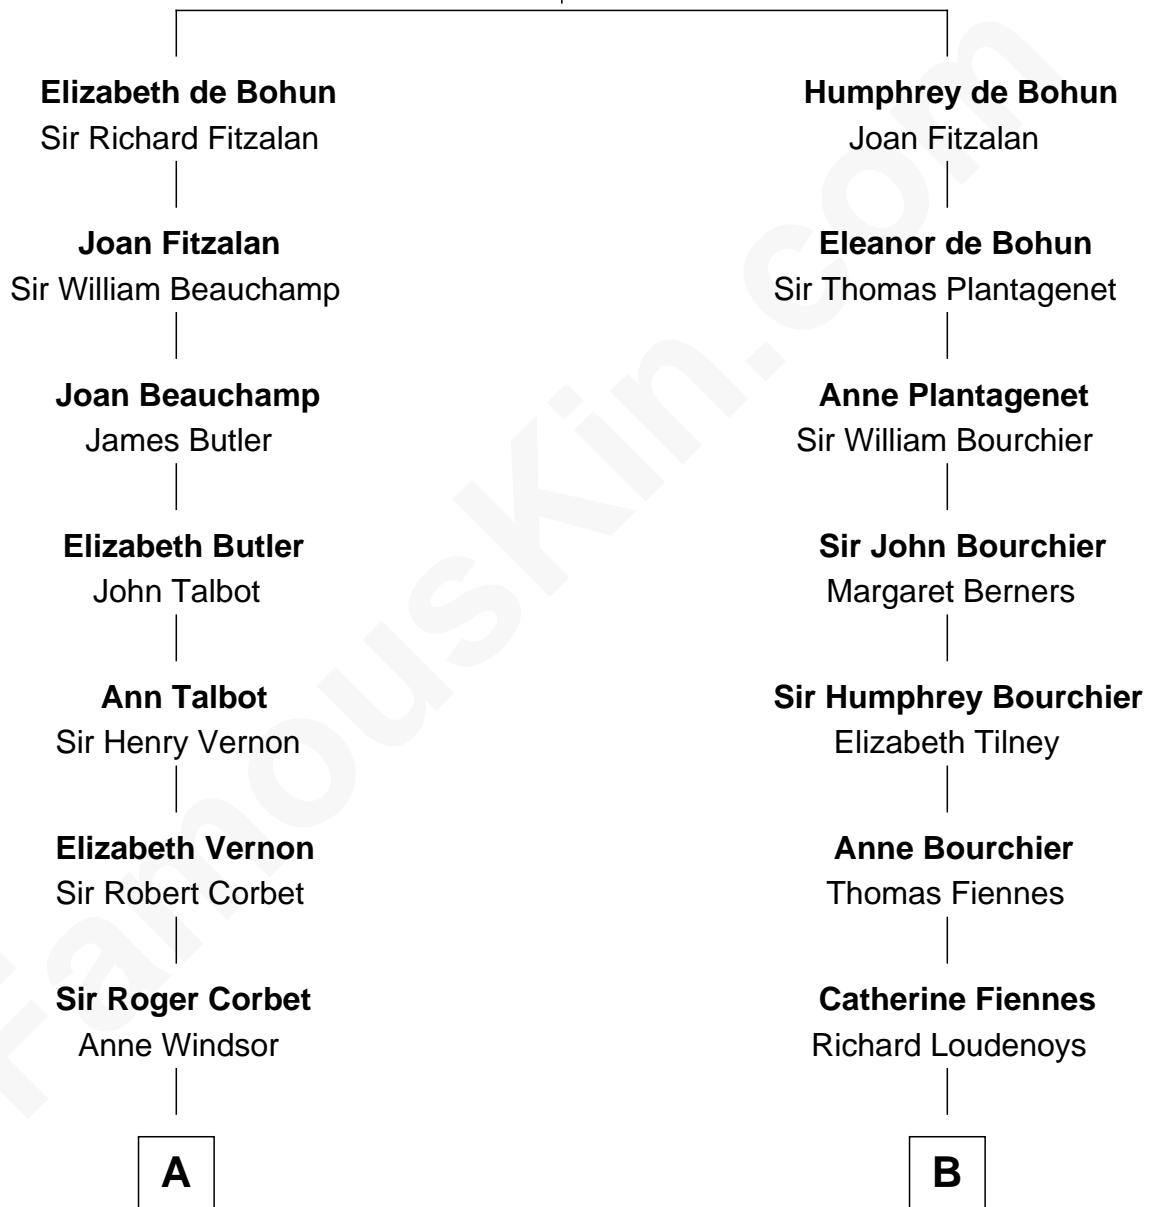 Elizabeth de Bohun
Sir Richard Fitzalan
Joan Fitzalan
Sir William Beauchamp
Joan Beauchamp
James Butler
Elizabeth Butler
John Talbot
Ann Talbot
Sir Henry Vernon
Elizabeth Vernon
Sir Robert Corbet
Sir Roger Corbet
Anne Windsor
A
Humphrey de Bohun
Joan Fitzalan
Eleanor de Bohun
Sir Thomas Plantagenet
Anne Plantagenet
Sir William Bourchier
Sir John Bourchier
Margaret Berners
Sir Humphrey Bourchier
Elizabeth Tilney
Anne Bourchier
Thomas Fiennes
Catherine Fiennes
Richard Loudenoys
B
FamousKin.com